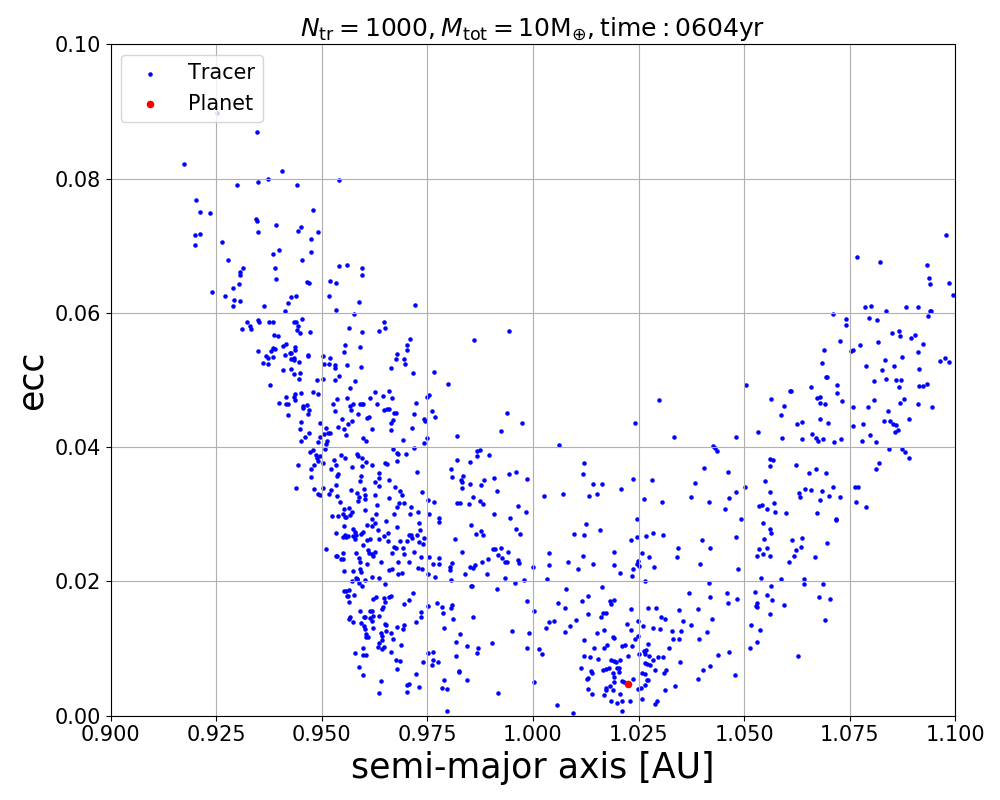 N_tr = 1000, M_tot = 10M_⊕, time : 0604yr
Tracer
Planet
ecc
0.10
0.08
0.06
0.04
0.02
0.00
0.900 0.925 0.950 0.975 1.000 1.025 1.050 1.075 1.100
semi-major axis [AU]